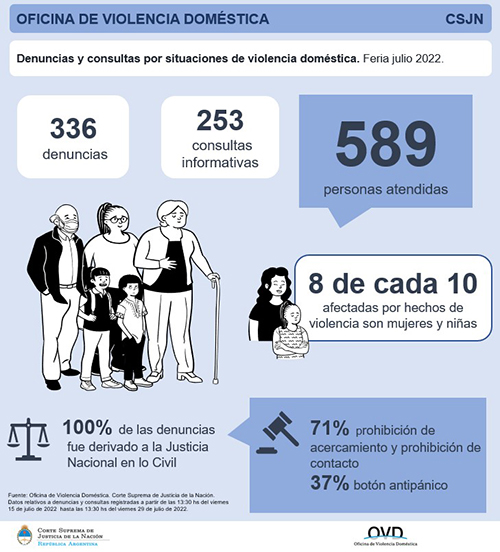 OFICINA DE VIOLENCIA DOMÉSTICA
CSJN
Denuncias y consultas por situaciones de violencia doméstica. Feria julio 2022.
336
denuncias
253
consultas
informativas
589
personas atendidas
8 de cada 10
afectadas por hechos de
violencia son mujeres y niñas
100% de las denuncias
fue derivado a la Justicia
Nacional en lo Civil
71% prohibición de
acercamiento y prohibición de
contacto
37% botón antipánico
Fuente: Oficina de Violencia Doméstica. Corte Suprema de Justicia de la Nación.
Datos relativos a denuncias y consultas registradas a partir de las 13:30 hs del viernes
15 de julio de 2022 hasta las 13:30 hs del viernes 29 de julio de 2022.
CORTE SUPREMA DE
JUSTICIA DE LA NACIÓN
REPÚBLICA ARGENTINA
OVD
Oficina de Violencia Doméstica